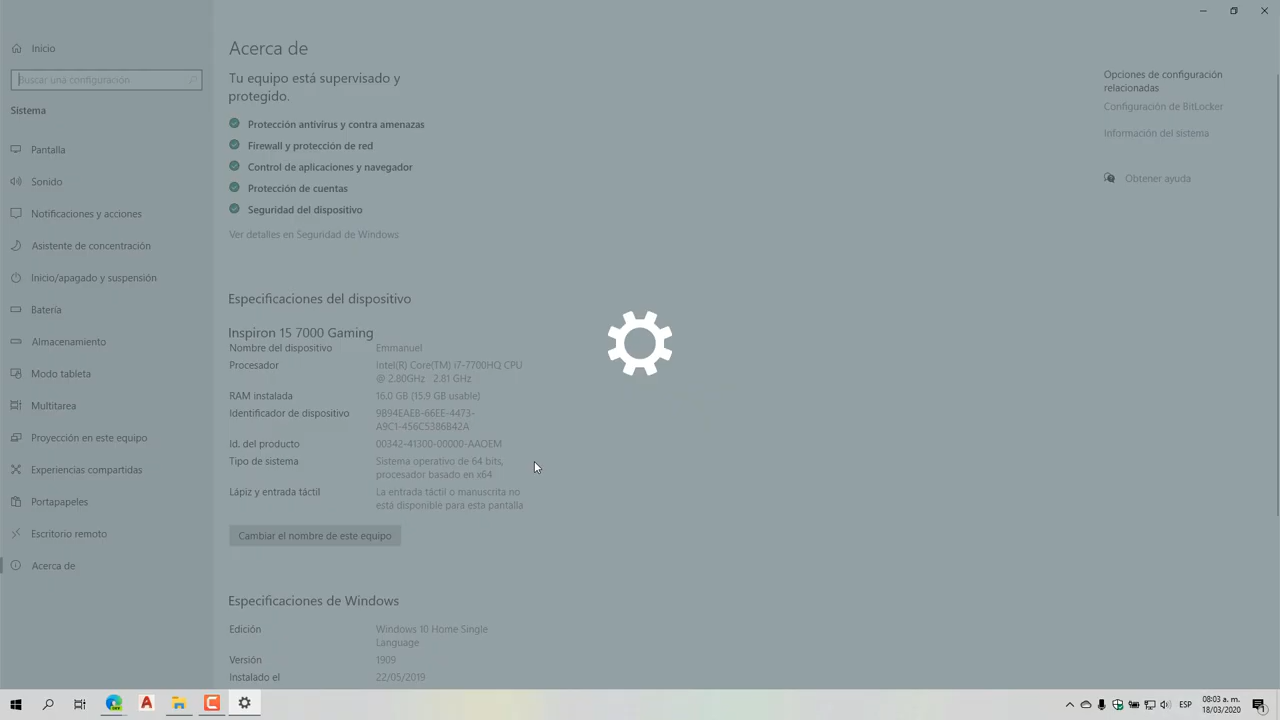 Inicio
Buscar una configuración
Sistema
Pantalla
Sonido
Notificaciones y acciones
Asistente de concentración
Inicio/apagado y suspensión
Batería
Almacenamiento
Modo tableta
Multitarea
Proyección en este equipo
Experiencias compartidas
Portapapeles
Escritorio remoto
Acerca de
Acerca de
Tu equipo está supervisado y
protegido.
Protección antivirus y contra amenazas
Firewall y protección de red
Control de aplicaciones y navegador
Protección de cuentas
Seguridad del dispositivo
Ver detalles en Seguridad de Windows
Especificaciones del dispositivo
Inspiron 15 7000 Gaming
Nombre del dispositivo Emmanuel
Procesador Intel(R) Core(TM) i7-7700HQ CPU
@ 2.80GHz 2.81 GHz
RAM instalada 16.0 GB (15.9 GB usable)
Identificador de dispositivo 9B94EAEB-66EE-4473-
A9C1-456C5386B42A
Id. del producto 00342-41300-00000-AAOEM
Tipo de sistema Sistema operativo de 64 bits,
procesador basado en x64
Lápiz y entrada táctil La entrada táctil o manuscrita no
está disponible para esta pantalla
Cambiar el nombre de este equipo
Especificaciones de Windows
Edición Windows 10 Home Single
Language
Versión 1909
Instalado el 22/05/2019
Opciones de configuración
relacionadas
Configuración de BitLocker
Información del sistema
Obtener ayuda
ESP
08:03 a. m.
18/03/2020